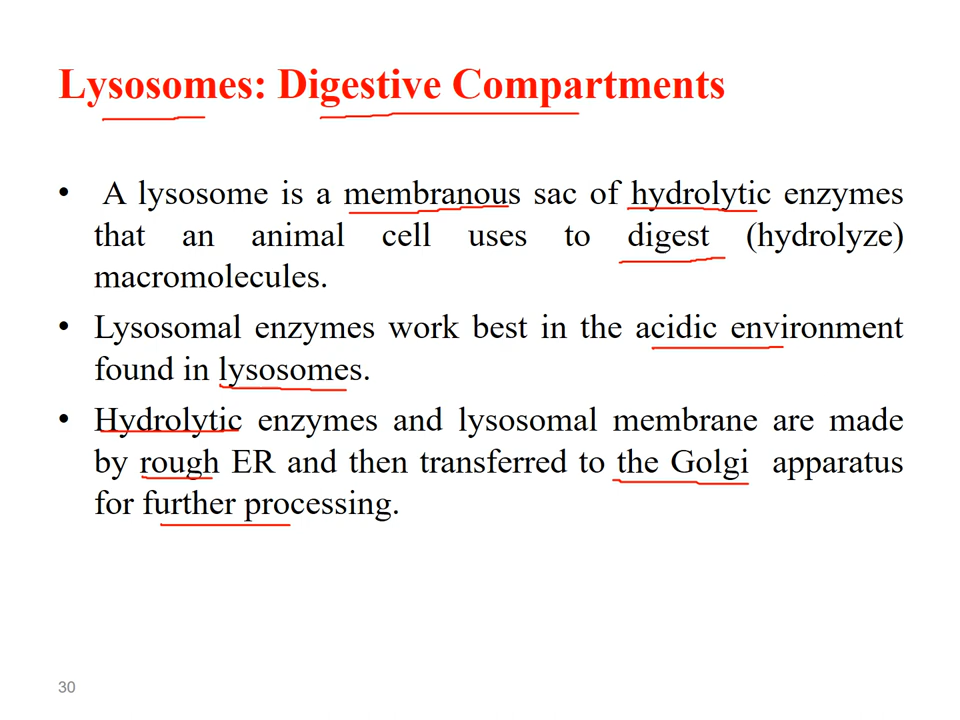 Lysosomes: Digestive Compartments
• A lysosome is a membranous sac of hydrolytic enzymes
that an animal cell uses to digest (hydrolyze)
macromolecules.
• Lysosomal enzymes work best in the acidic environment
found in lysosomes.
• Hydrolytic enzymes and lysosomal membrane are made
by rough ER and then transferred to the Golgi apparatus
for further processing.
30